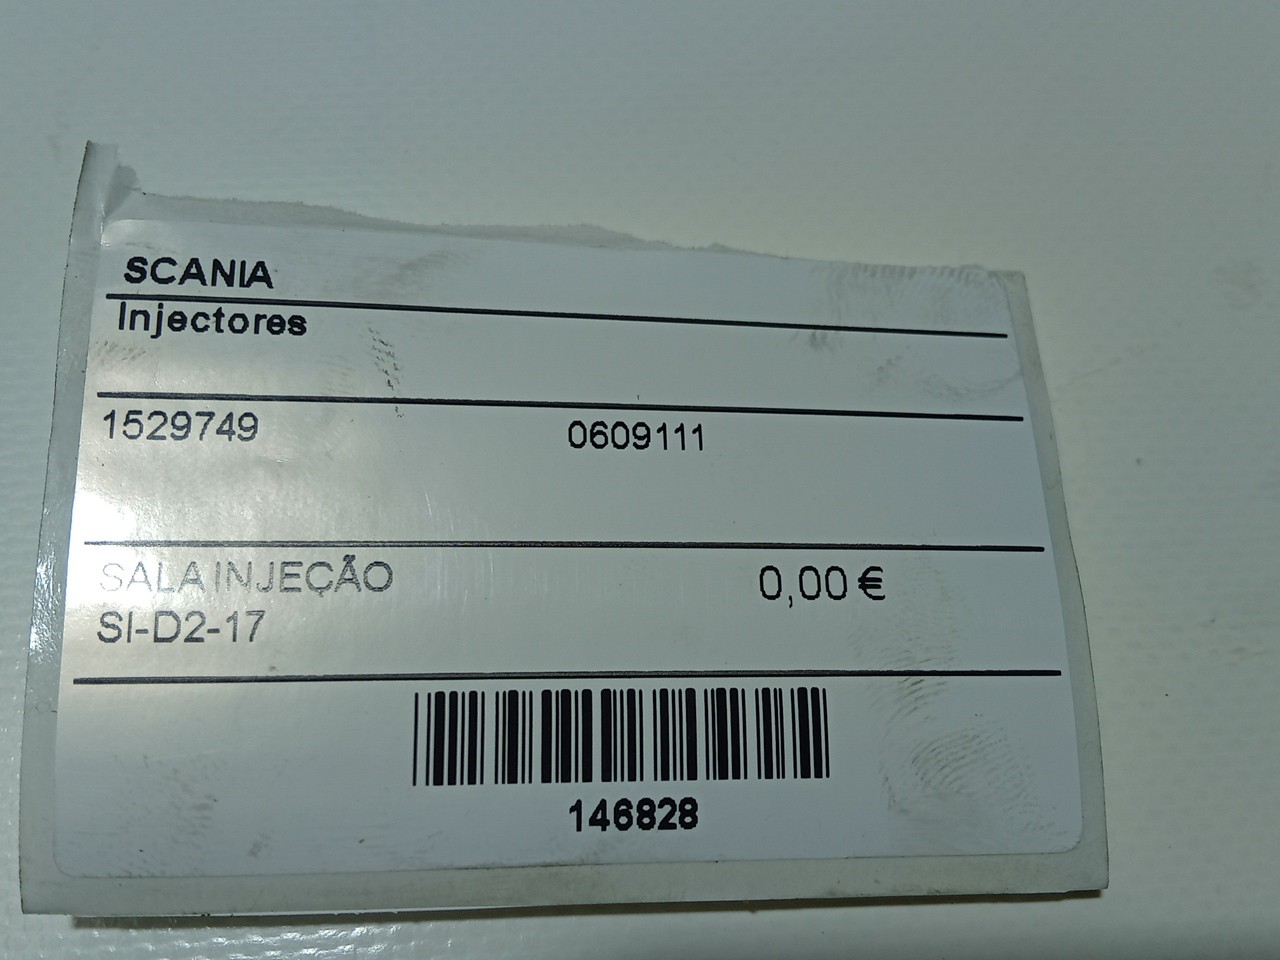 SCANIA
Injectores
1529749 0609111
SALA INJEÇÃO 0,00 €
SI-D2-17
146828